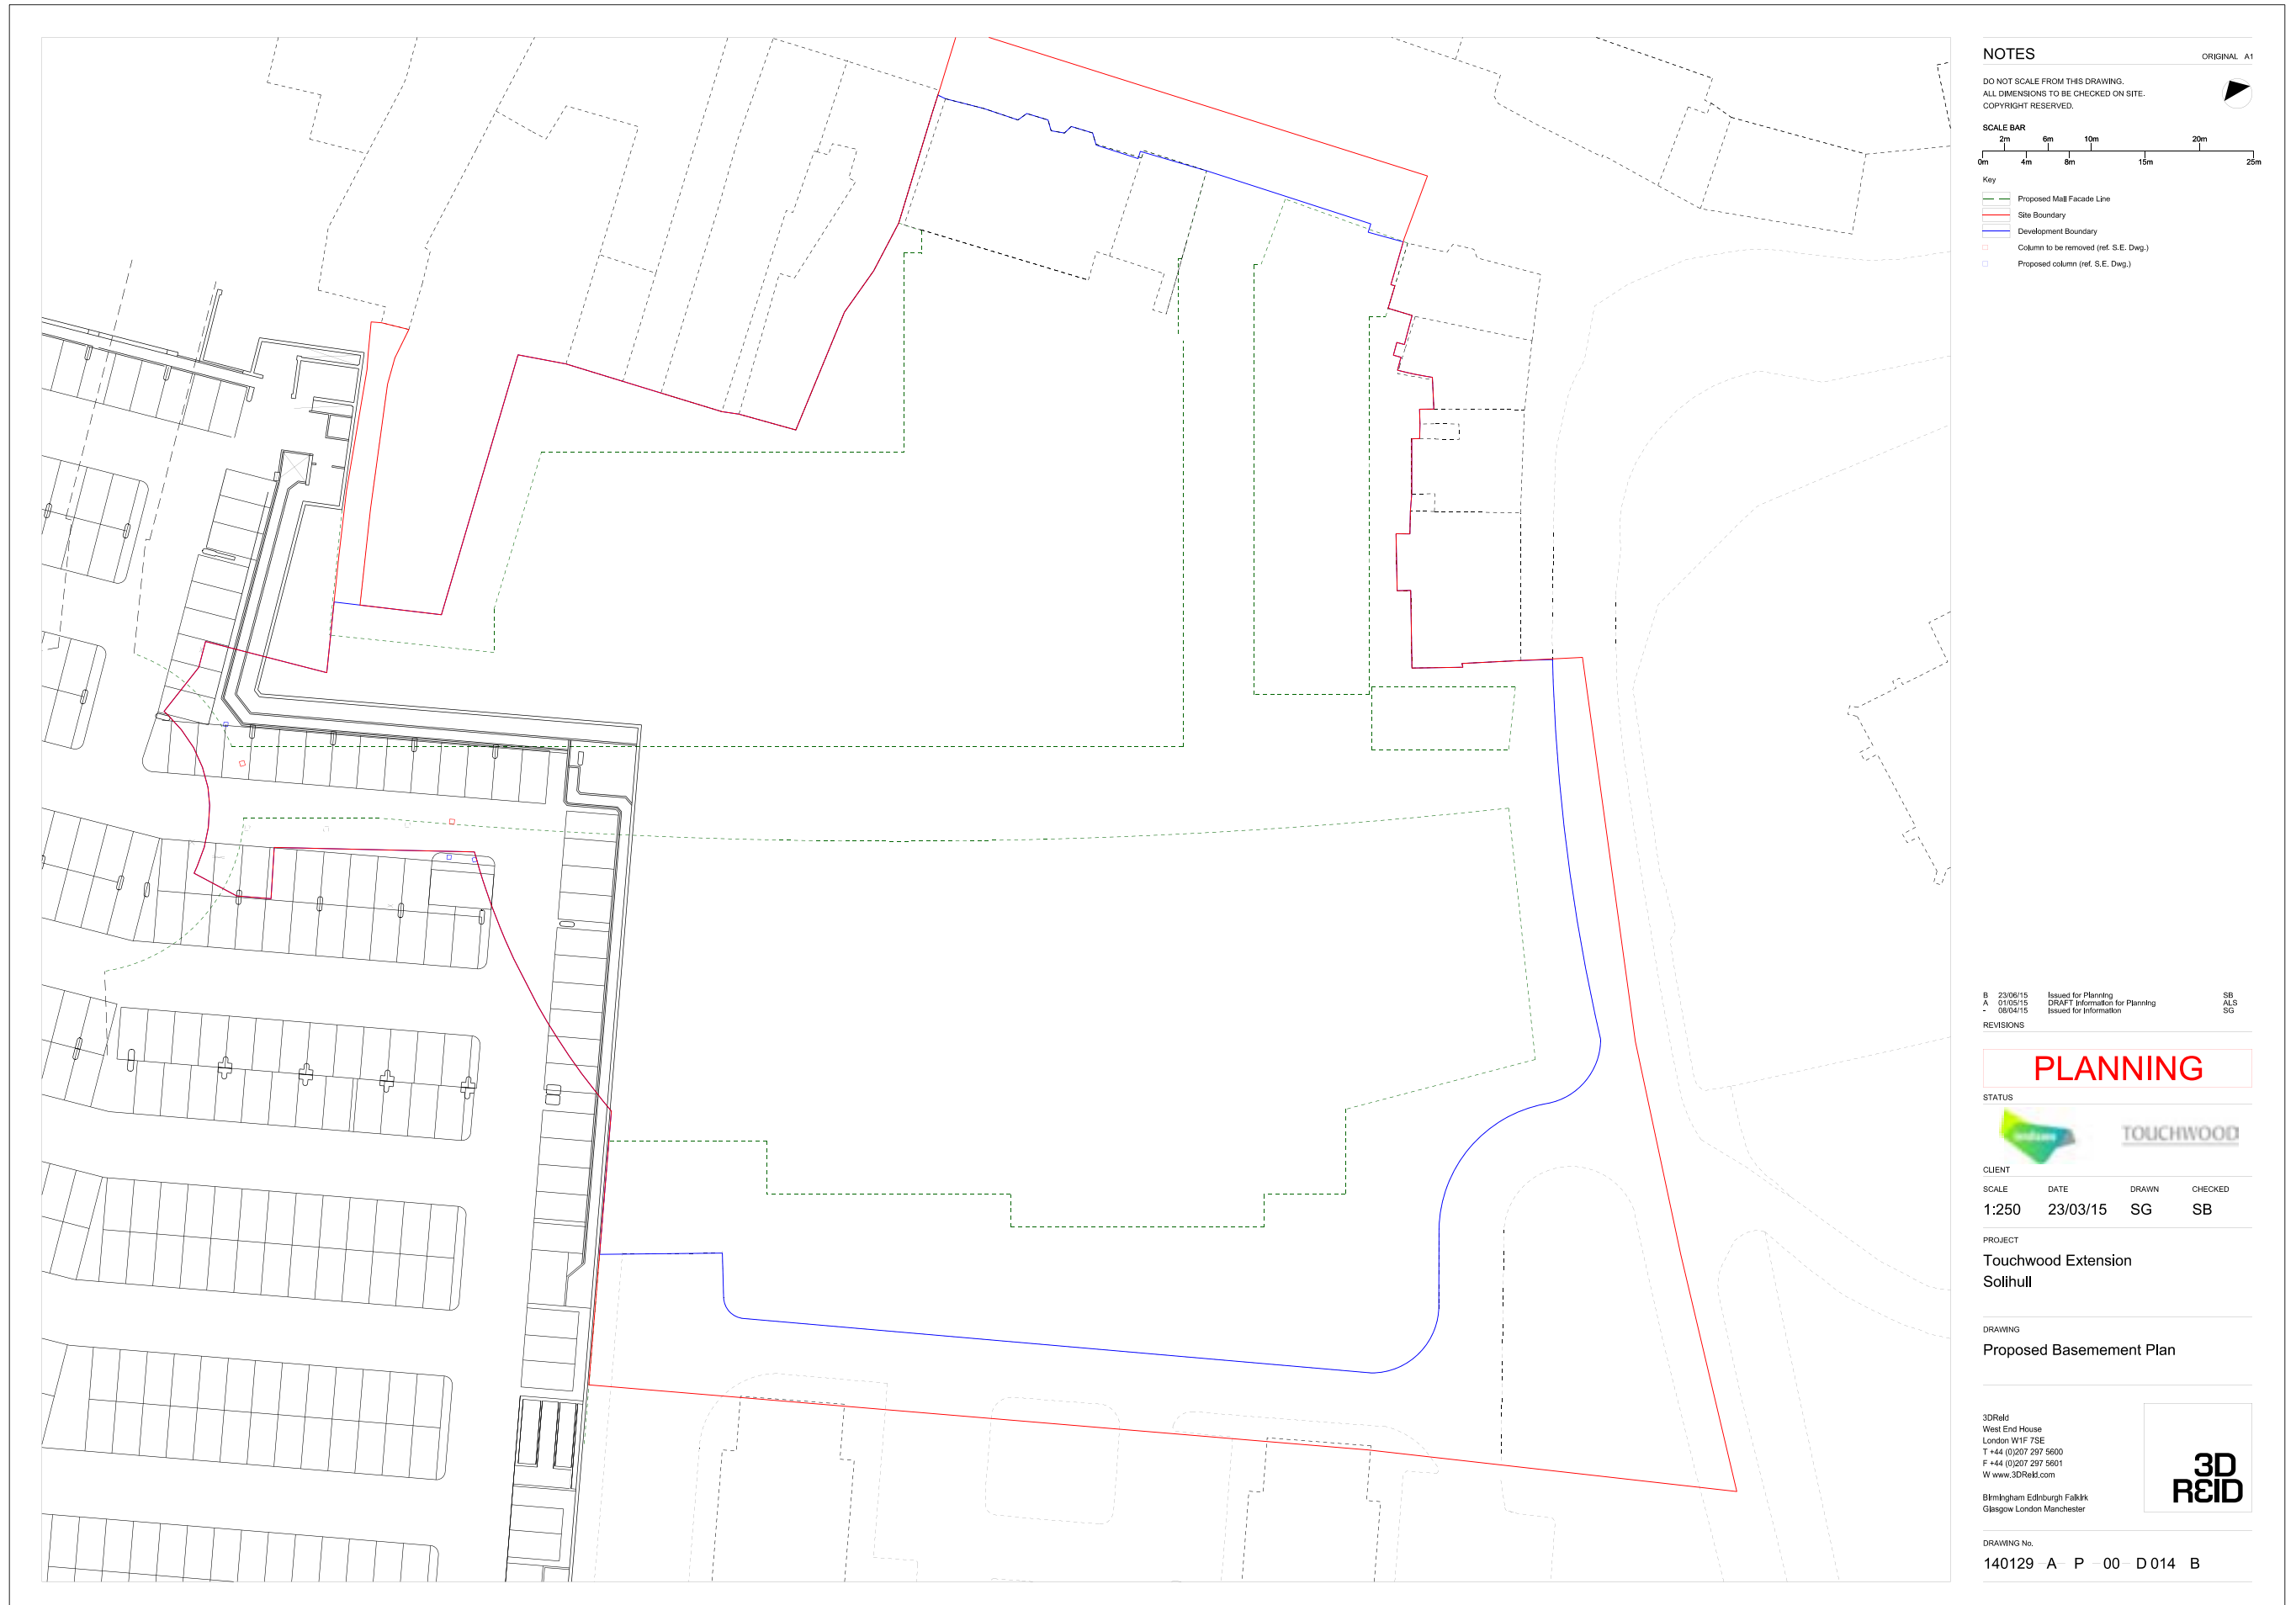 NOTES
ORIGINAL A1
DO NOT SCALE FROM THIS DRAWING.
ALL DIMENSIONS TO BE CHECKED ON SITE.
COPYRIGHT RESERVED.
SCALE BAR
2m 6m 10m 20m
0m 4m 8m 15m 25m
Key
Proposed Mall Facade Line
Site Boundary
Development Boundary
Column to be removed (ref. S.E. Dwg.)
Proposed column (ref. S.E. Dwg.)
B 23/06/15 Issued for Planning SB
A 01/05/15 DRAFT Information for Planning ALS
- 08/04/15 Issued for Information SG
REVISIONS
PLANNING
STATUS
TOUCHWOOD
CLIENT
SCALE DATE DRAWN CHECKED
1:250 23/03/15 SG SB
PROJECT
Touchwood Extension
Solihull
DRAWING
Proposed Basemement Plan
3DReid
West End House
London W1F 7SE
T +44 (0)207 297 5600
F +44 (0)207 297 5601
W www.3DReid.com
Birmingham Edinburgh Falkirk
Glasgow London Manchester
3D
REID
DRAWING No.
140129 A P 00 D 014 B